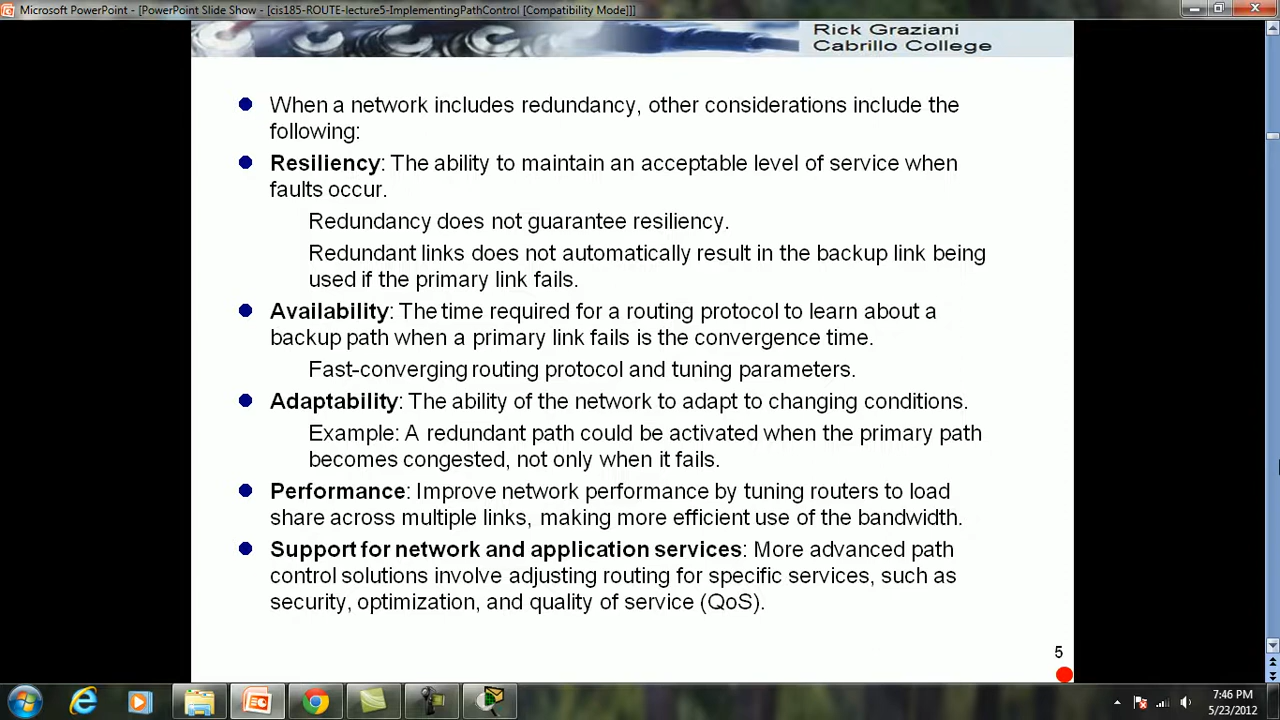 Microsoft PowerPoint - [PowerPoint Slide Show - [cis185-ROUTE-lecture5-ImplementingPathControl [Compatibility Mode]]]
Rick Graziani
Cabrillo College
When a network includes redundancy, other considerations include the
following:
Resiliency: The ability to maintain an acceptable level of service when
faults occur.
Redundancy does not guarantee resiliency.
Redundant links does not automatically result in the backup link being
used if the primary link fails.
Availability: The time required for a routing protocol to learn about a
backup path when a primary link fails is the convergence time.
Fast-converging routing protocol and tuning parameters.
Adaptability: The ability of the network to adapt to changing conditions.
Example: A redundant path could be activated when the primary path
becomes congested, not only when it fails.
Performance: Improve network performance by tuning routers to load
share across multiple links, making more efficient use of the bandwidth.
Support for network and application services: More advanced path
control solutions involve adjusting routing for specific services, such as
security, optimization, and quality of service (QoS).
5
7:46 PM
5/23/2012